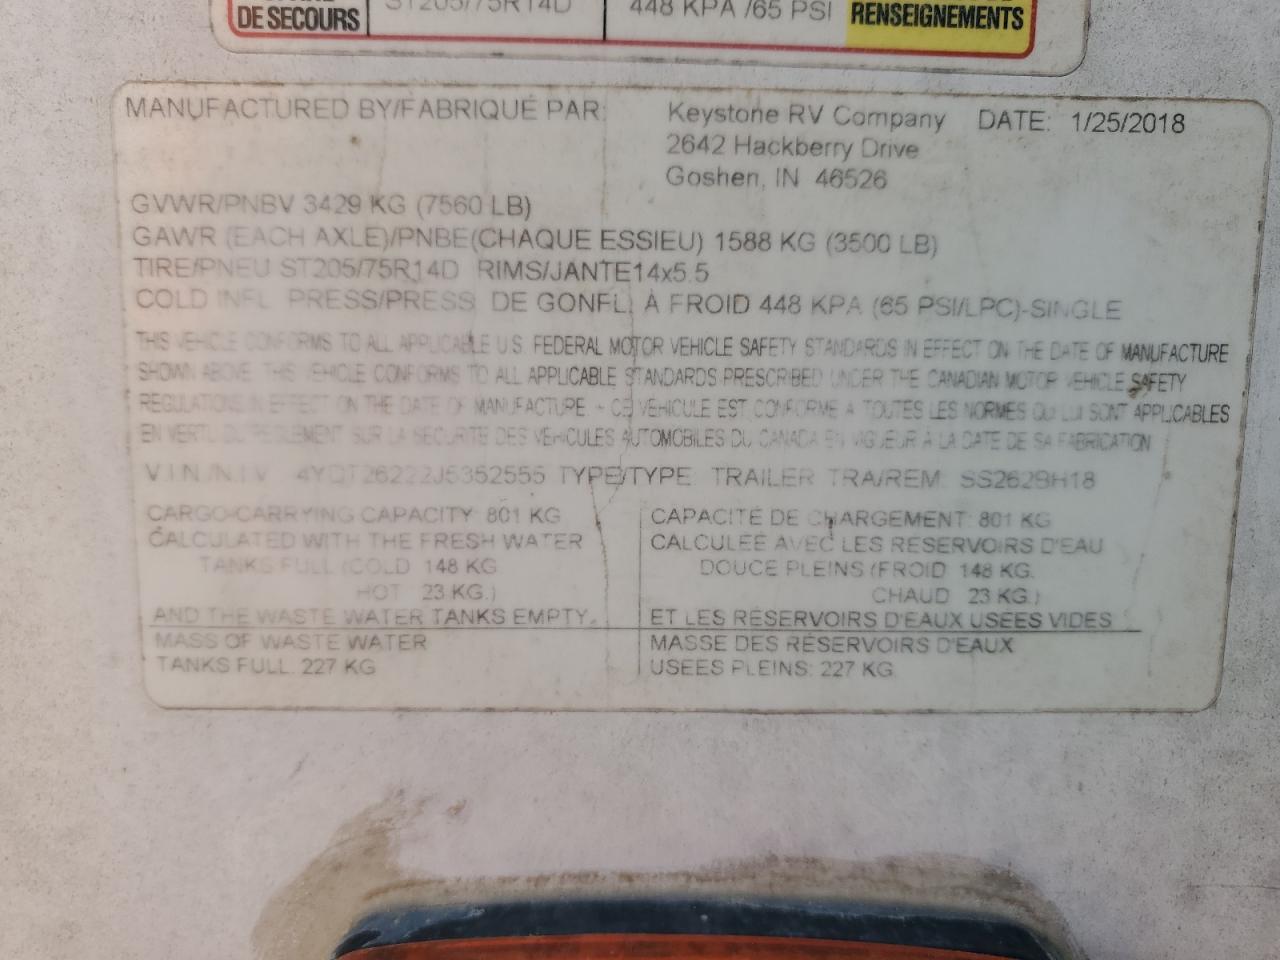 DE SECOURS ST205/75R14D 448 KPA /65 PSI RENSEIGNEMENTS
MANUFACTURED BY/FABRIQUÉ PAR: Keystone RV Company DATE: 1/25/2018
2642 Hackberry Drive
Goshen, IN 46526
GVWR/PNBV 3429 KG (7560 LB)
GAWR (EACH AXLE)/PNBE(CHAQUE ESSIEU) 1588 KG (3500 LB)
TIRE/PNEU ST205/75R14D RIMS/JANTE14x5.5
COLD INFL. PRESS/PRESS. DE GONFL. À FROID 448 KPA (65 PSI/LPC)-SINGLE
THIS VEHICLE CONFORMS TO ALL APPLICABLE U.S. FEDERAL MOTOR VEHICLE SAFETY STANDARDS IN EFFECT ON THE DATE OF MANUFACTURE
SHOWN ABOVE. THIS VEHICLE CONFORMS TO ALL APPLICABLE STANDARDS PRESCRIBED UNDER THE CANADIAN MOTOR VEHICLE SAFETY
REGULATIONS IN EFFECT ON THE DATE OF MANUFACTURE. - CE VEHICULE EST CONFORME A TOUTES LES NORMES QUI LUI SONT APPLICABLES
EN VERTU DU REGLEMENT SUR LA SECURITE DES VEHICULES AUTOMOBILES DU CANADA EN VIGUEUR À LA DATE DE SA FABRICATION
V.I.N./N.I.V. TYPE/TYPE: TRAILER TRA/REM:
CARGO-CARRYING CAPACITY: 801 KG
CALCULATED WITH THE FRESH WATER
TANKS FULL (COLD 148 KG
HOT 23 KG.)
AND THE WASTE WATER TANKS EMPTY.
MASS OF WASTE WATER
TANKS FULL: 227 KG
CAPACITÉ DE CHARGEMENT: 801 KG
CALCULÉE AVEC LES RÉSERVOIRS D'EAU
DOUCE PLEINS (FROID 148 KG.
CHAUD 23 KG.)
ET LES RÉSERVOIRS D'EAUX USÉES VIDES
MASSE DES RÉSERVOIRS D'EAUX
USÉES PLEINS: 227 KG